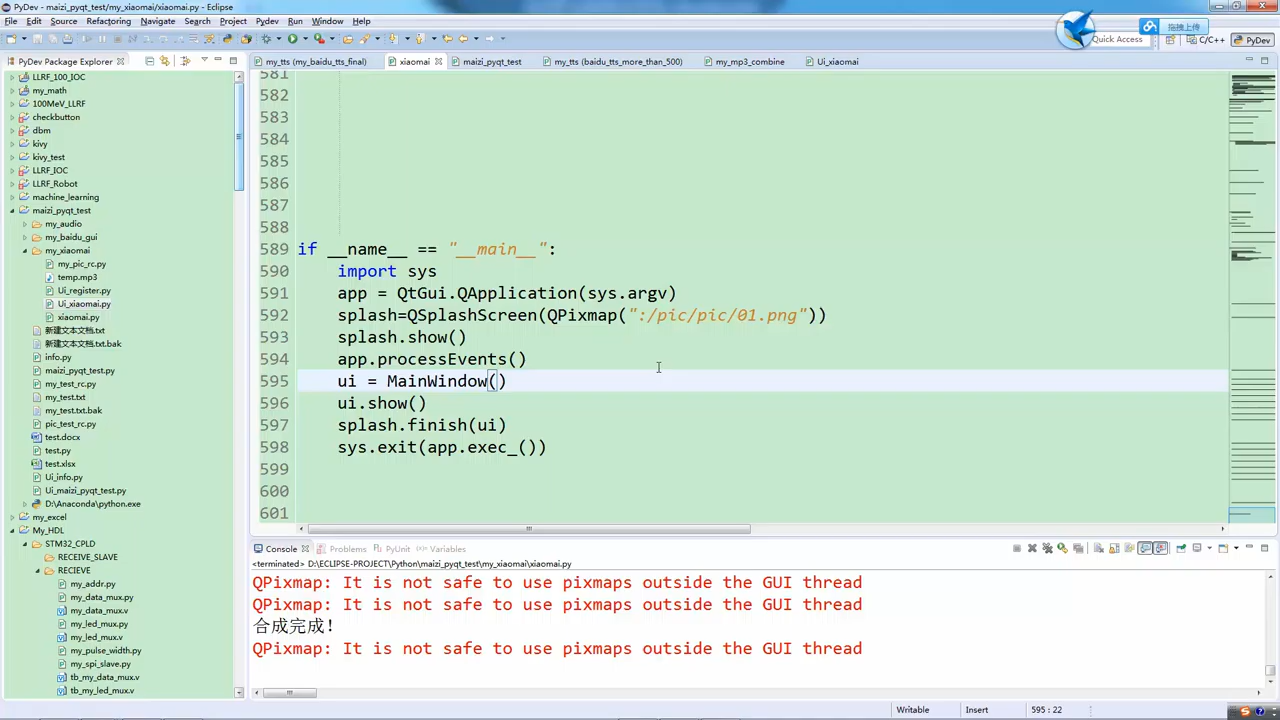 PyDev - maizi_pyqt_test/my_xiaomai/xiaomai.py - Eclipse
File Edit Source Refactoring Navigate Search Project Pydev Run Window Help
拖拽上传
Quick Access
C/C++
PyDev
PyDev Package Explorer
my_tts (my_baidu_tts_final)
xiaomai
maizi_pyqt_test
my_tts (baidu_tts_more_than_500)
my_mp3_combine
Ui_xiaomai
LLRF_100_IOC
my_math
100MeV_LLRF
checkbutton
dbm
kivy
kivy_test
LLRF_IOC
LLRF_Robot
machine_learning
maizi_pyqt_test
my_audio
my_baidu_gui
my_xiaomai
my_pic_rc.py
temp.mp3
Ui_register.py
Ui_xiaomai.py
xiaomai.py
新建文本文档.txt
新建文本文档.txt.bak
info.py
maizi_pyqt_test.py
my_test_rc.py
my_test.txt
my_test.txt.bak
pic_test_rc.py
test.docx
test.py
test.xlsx
Ui_info.py
Ui_maizi_pyqt_test.py
D:\Anaconda\python.exe
my_excel
My_HDL
STM32_CPLD
RECEIVE_SLAVE
RECIEVE
my_addr.py
my_data_mux.py
my_data_mux.v
my_led_mux.py
my_led_mux.v
my_pulse_width.py
my_spi_slave.py
tb_my_data_mux.v
tb_my_led_mux.v
581
582
583
584
585
586
587
588
589 if __name__ == "__main__":
590 import sys
591 app = QtGui.QApplication(sys.argv)
592 splash=QSplashScreen(QPixmap(":/pic/pic/01.png"))
593 splash.show()
594 app.processEvents()
595 ui = MainWindow()
596 ui.show()
597 splash.finish(ui)
598 sys.exit(app.exec_())
599
600
601
Console Problems PyUnit Variables
<terminated> D:\ECLIPSE-PROJECT\Python\maizi_pyqt_test\my_xiaomai\xiaomai.py
QPixmap: It is not safe to use pixmaps outside the GUI thread
QPixmap: It is not safe to use pixmaps outside the GUI thread
合成完成!
QPixmap: It is not safe to use pixmaps outside the GUI thread
Writable Insert 595 : 22